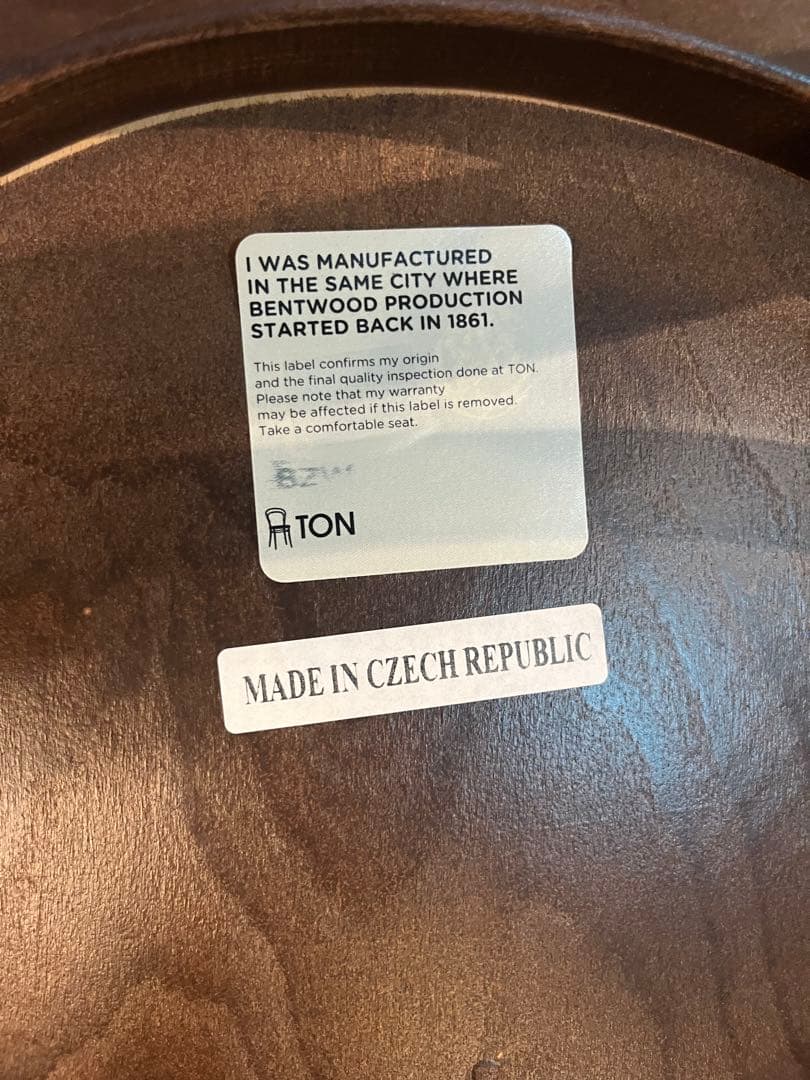 I WAS MANUFACTURED
IN THE SAME CITY WHERE
BENTWOOD PRODUCTION
STARTED BACK IN 1861.
This label confirms my origin
and the final quality inspection done at TON.
Please note that my warranty
may be affected if this label is removed.
Take a comfortable seat.
TON
MADE IN CZECH REPUBLIC